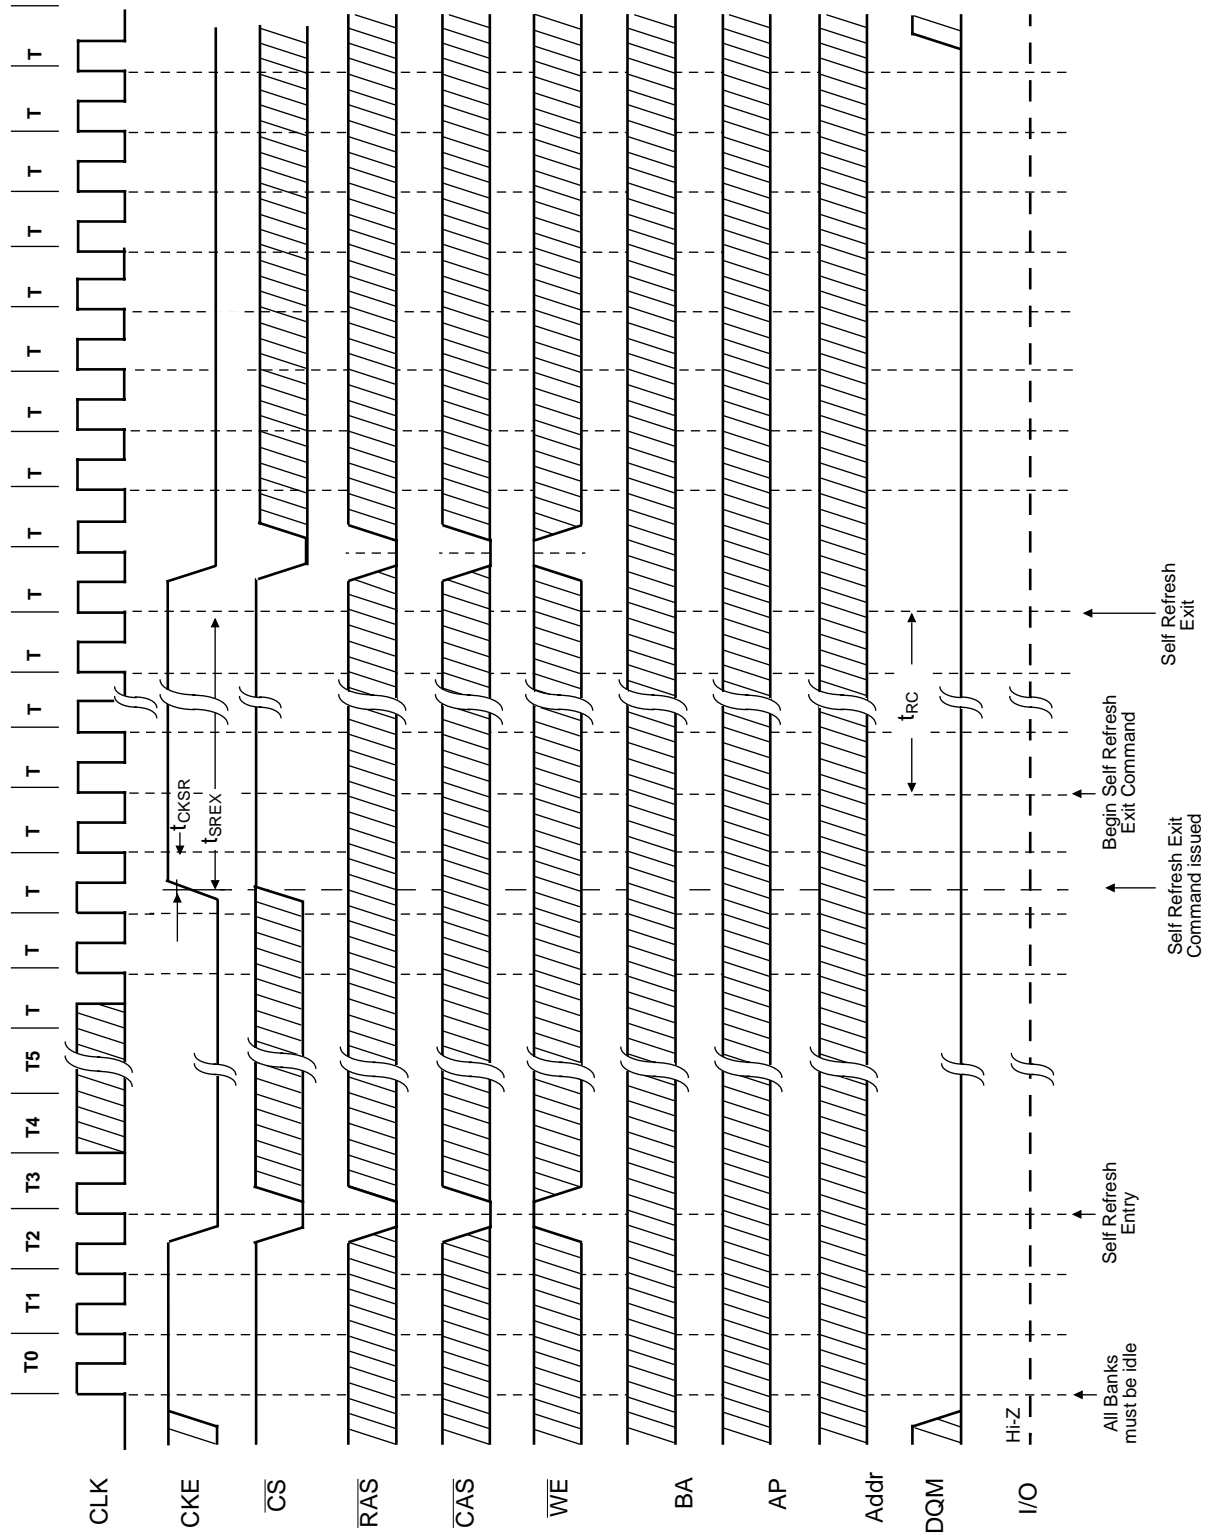 T0 T1 T2 T3 T4 T5 T T T T T T T T T T T T T T T T T
CLK
CKE
tCKSR
tSREX
CS
RAS
CAS
WE
BA
AP
Addr
tRC
DQM
Hi-Z
I/O
All Banks
must be idle
Self Refresh
Entry
Begin Self Refresh
Exit Command
Self Refresh Exit
Command issued
Self Refresh
Exit